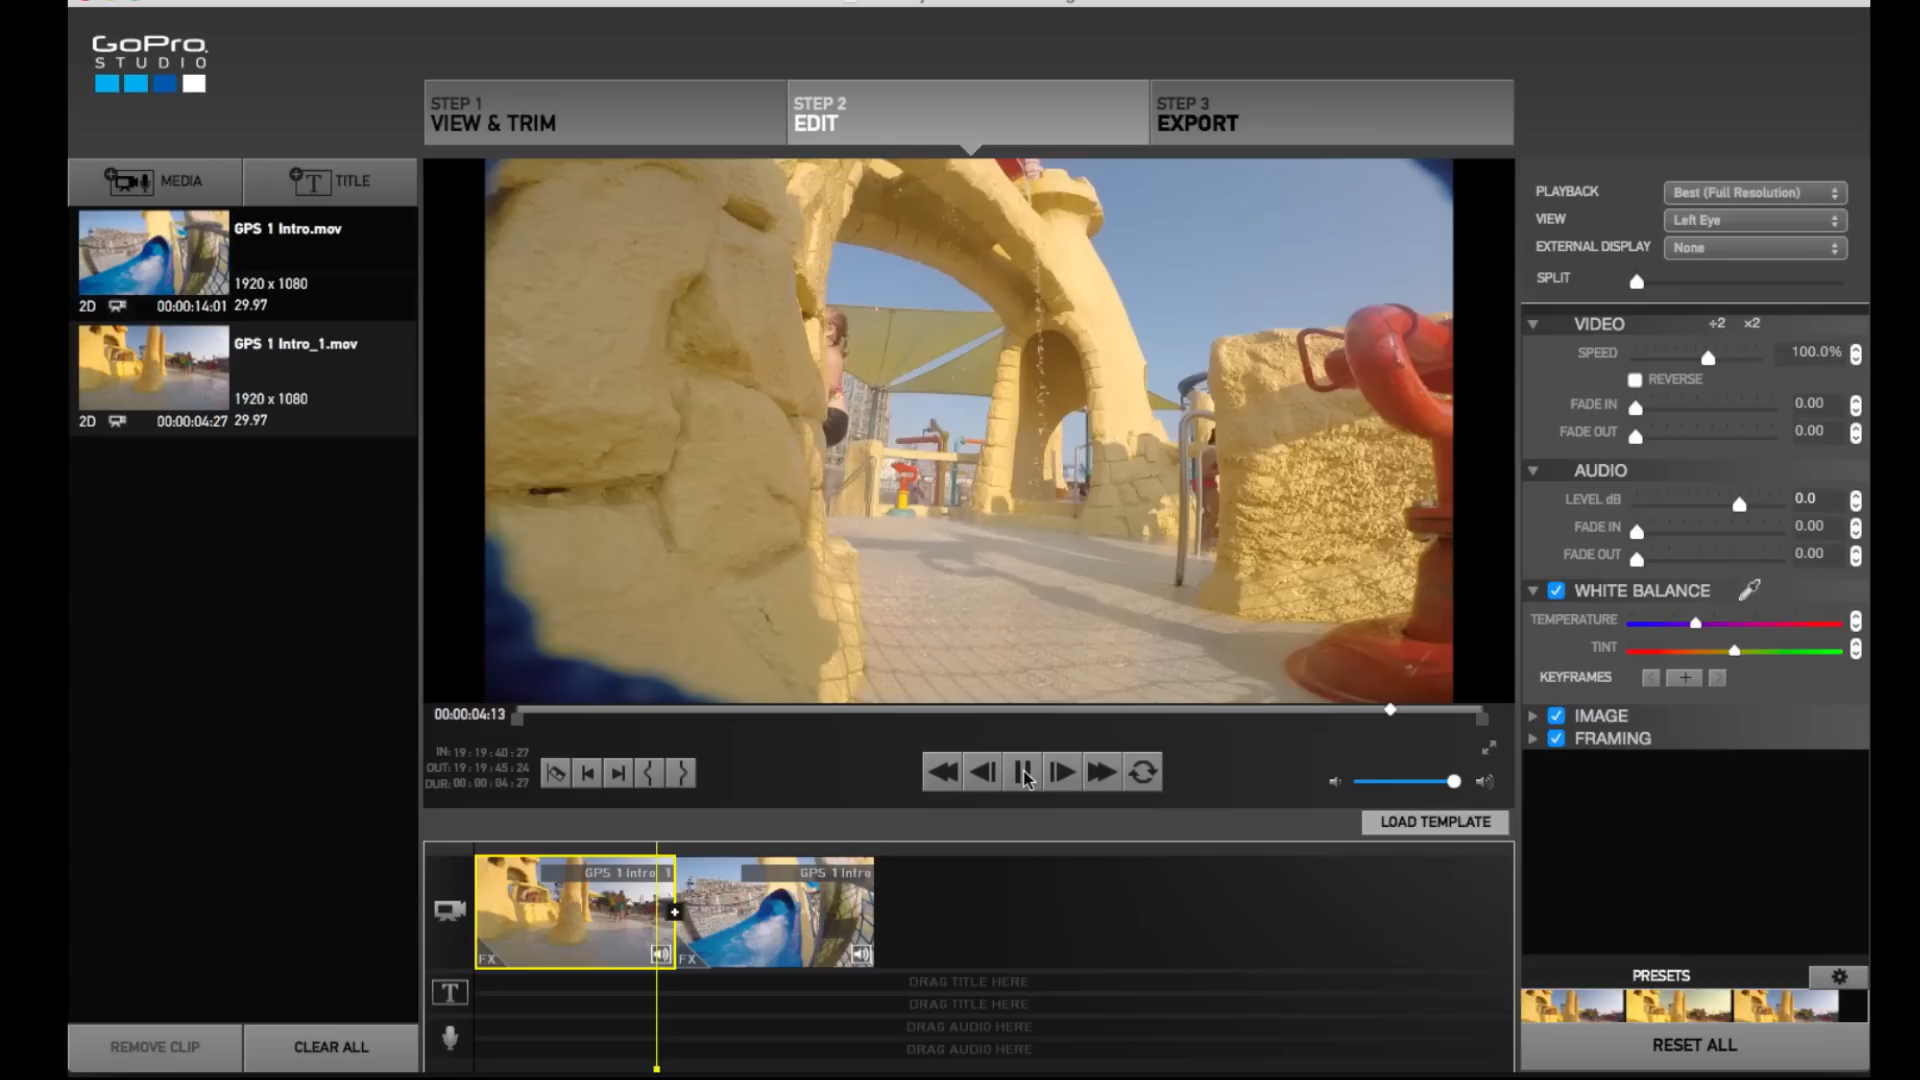 GoPro
STUDIO
STEP 1
VIEW & TRIM
STEP 2
EDIT
STEP 3
EXPORT
MEDIA
TITLE
GPS 1 Intro.mov
1920 x 1080
2D
00:00:14:01
29.97
GPS 1 Intro_1.mov
1920 x 1080
2D
00:00:04:27
29.97
REMOVE CLIP
CLEAR ALL
00:00:04:13
IN: 19:19:40:27
OUT: 19:19:45:24
DUR: 00:00:04:27
LOAD TEMPLATE
GPS 1 Intro_1
GPS 1 Intro
FX
FX
T
DRAG TITLE HERE
DRAG TITLE HERE
DRAG AUDIO HERE
DRAG AUDIO HERE
PLAYBACK
Best (Full Resolution)
VIEW
Left Eye
EXTERNAL DISPLAY
None
SPLIT
VIDEO
÷2
x2
SPEED
100.0%
REVERSE
FADE IN
0.00
FADE OUT
0.00
AUDIO
LEVEL dB
0.0
FADE IN
0.00
FADE OUT
0.00
WHITE BALANCE
TEMPERATURE
TINT
KEYFRAMES
IMAGE
FRAMING
PRESETS
RESET ALL